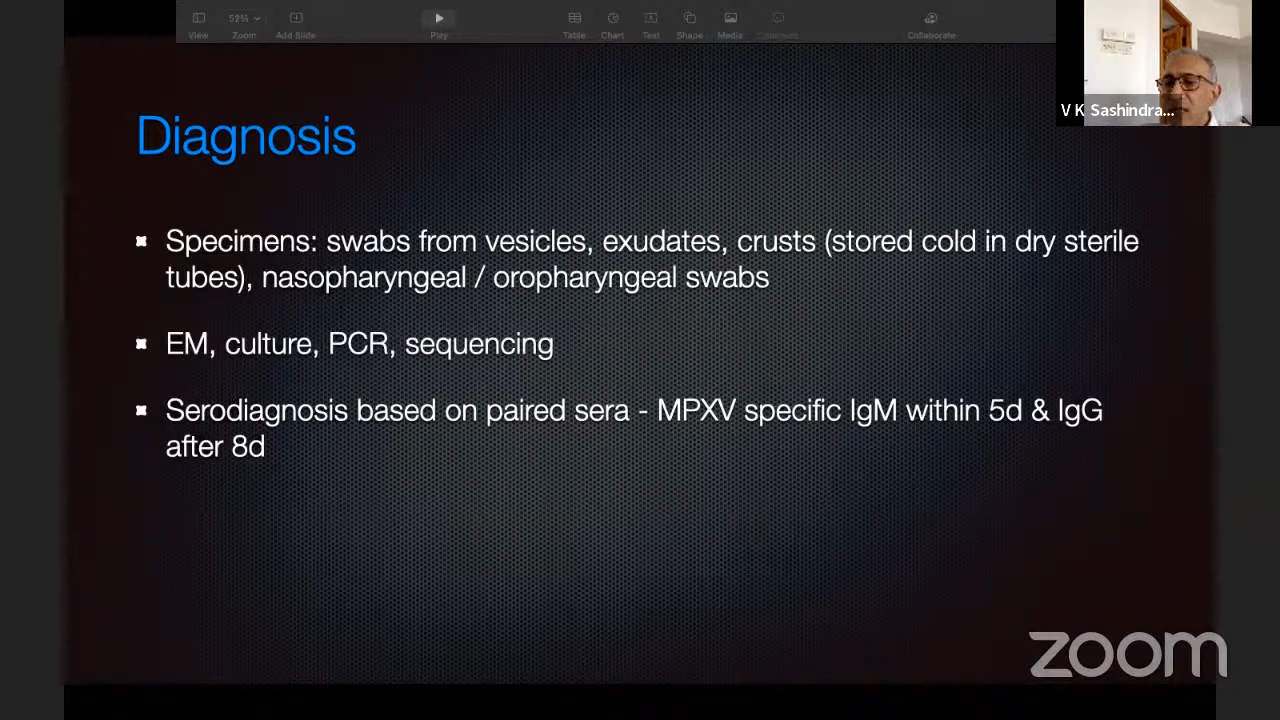 52%
View
Zoom
Add Slide
Play
Table
Chart
Text
Shape
Media
Comment
Collaborate
V K Sashindra...
Diagnosis
Specimens: swabs from vesicles, exudates, crusts (stored cold in dry sterile
tubes), nasopharyngeal / oropharyngeal swabs
EM, culture, PCR, sequencing
Serodiagnosis based on paired sera - MPXV specific IgM within 5d & IgG
after 8d
zoom